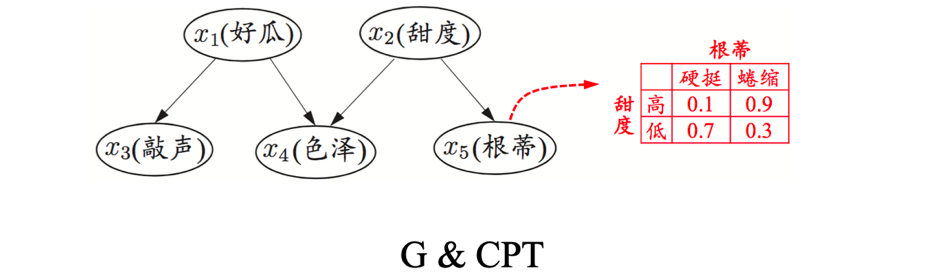 x₁(好瓜) x₂(甜度)
x₃(敲声) x₄(色泽) x₅(根蒂)
根蒂
硬挺 蜷缩
甜度
高 0.1 0.9
低 0.7 0.3
G & CPT